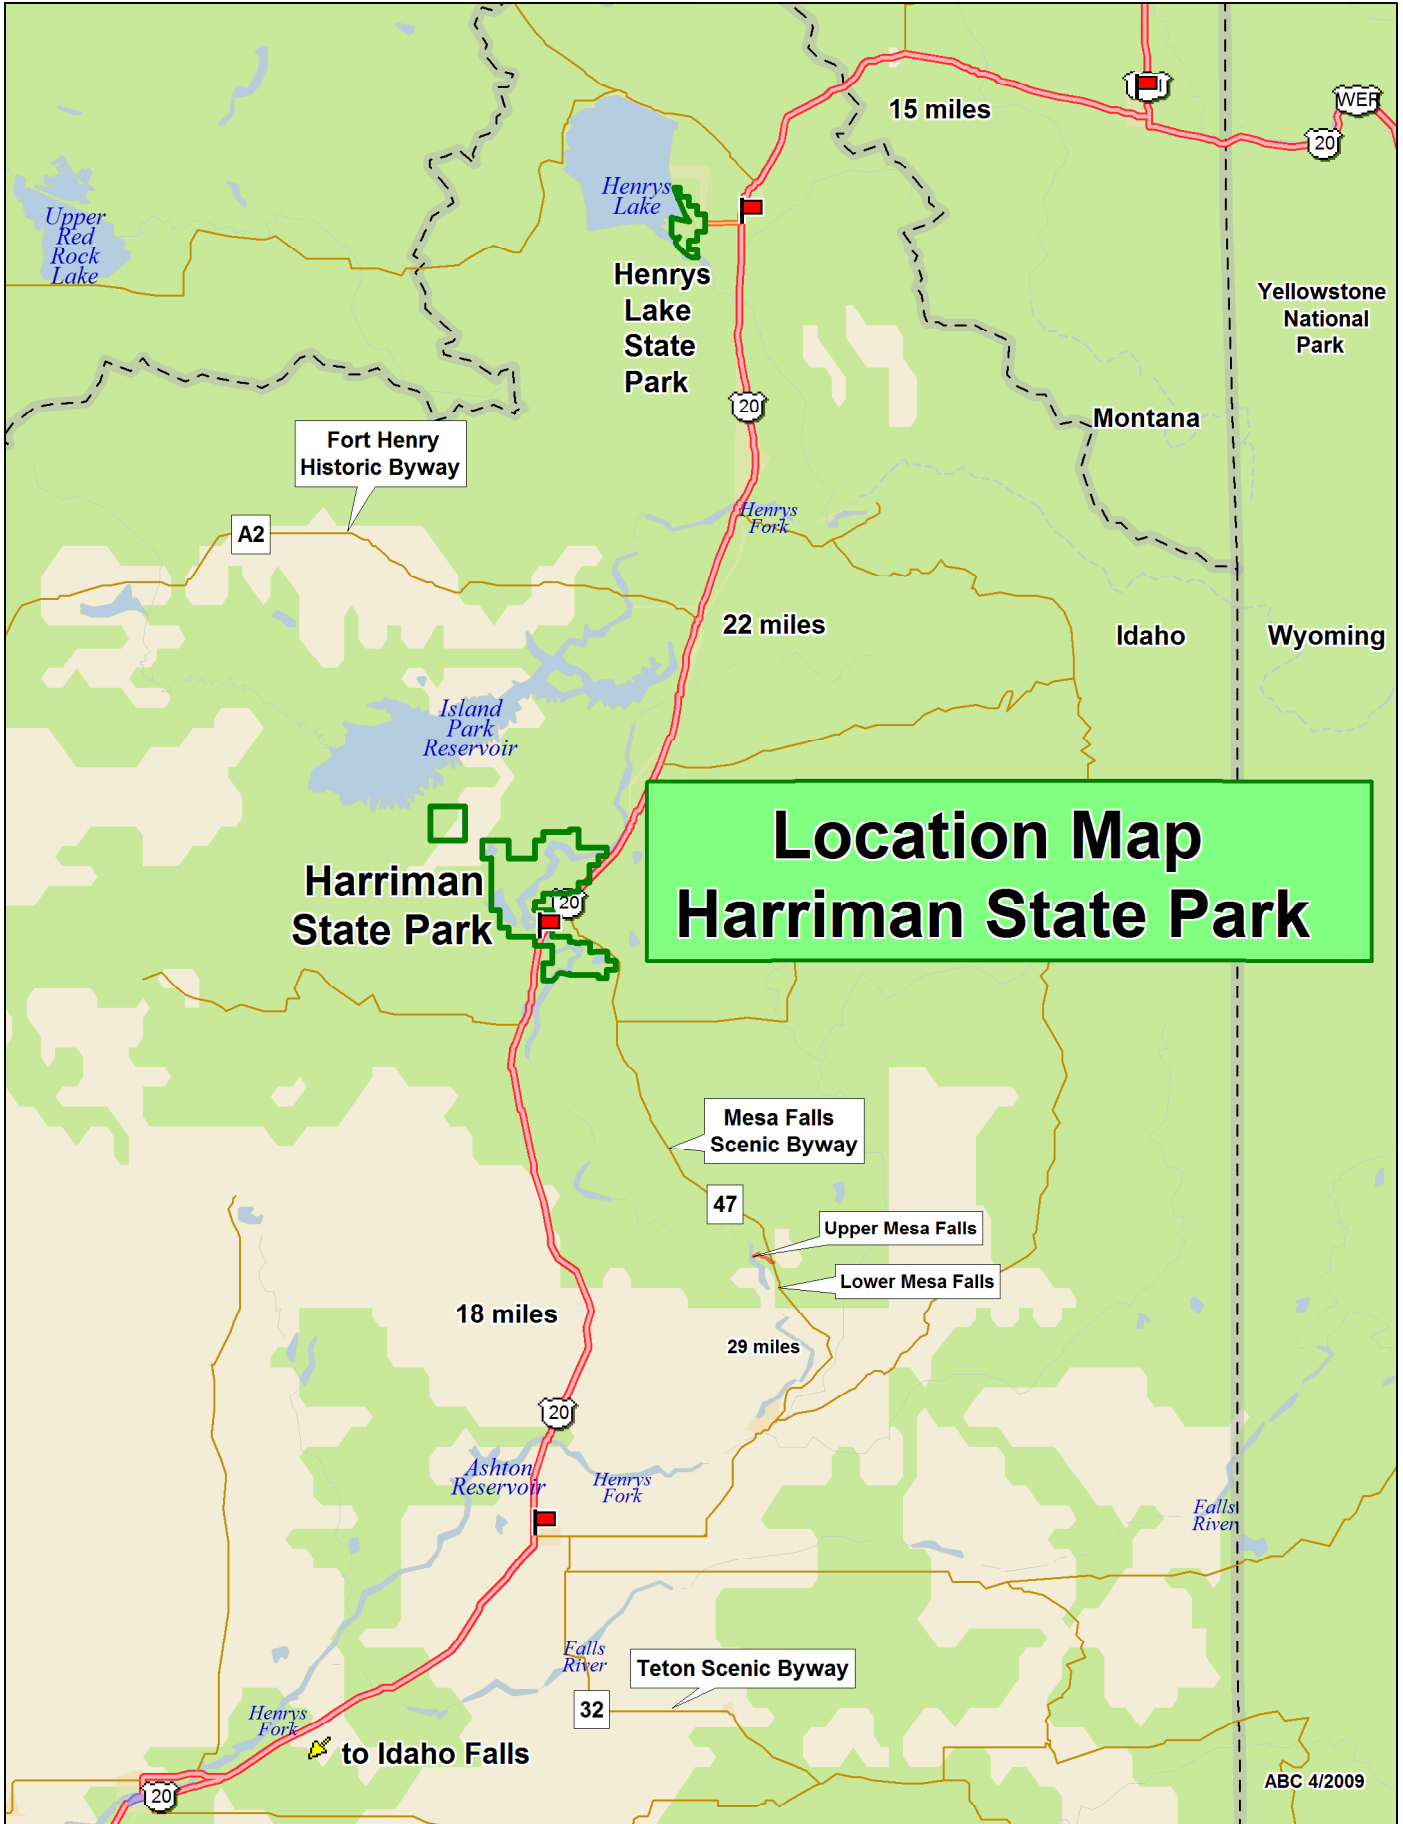 15 miles
WEF
20
Henrys
Lake
Upper
Red
Rock
Lake
Henrys
Lake
State
Park
Yellowstone
National
Park
20
Montana
Fort Henry
Historic Byway
A2
Henrys
Fork
22 miles
Idaho
Wyoming
Island
Park
Reservoir
Location Map
Harriman State Park
Harriman
State Park
20
Mesa Falls
Scenic Byway
47
Upper Mesa Falls
Lower Mesa Falls
18 miles
29 miles
20
Ashton
Reservoir
Henrys
Fork
Falls
River
Falls
River
Teton Scenic Byway
32
Henrys
Fork
to Idaho Falls
ABC 4/2009
20